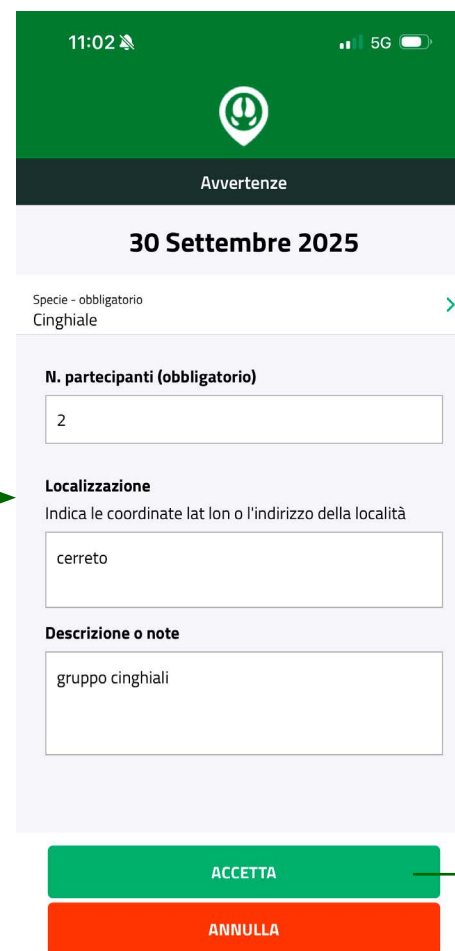 11:02
5G
Avvertenze
30 Settembre 2025
Specie - obbligatorio
Cinghiale
N. partecipanti (obbligatorio)
2
Localizzazione
Indica le coordinate lat lon o l'indirizzo della località
cerreto
Descrizione o note
gruppo cinghiali
ACCETTA
ANNULLA